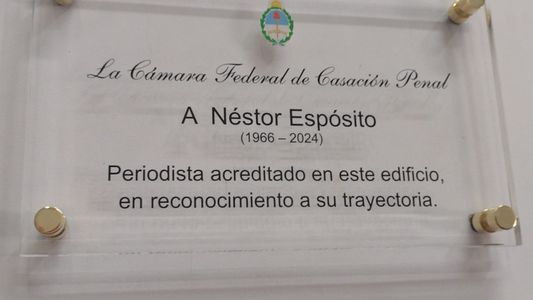 La Cámara Federal de Casación Penal
A Néstor Espósito
(1966 – 2024)
Periodista acreditado en este edificio,
en reconocimiento a su trayectoria.